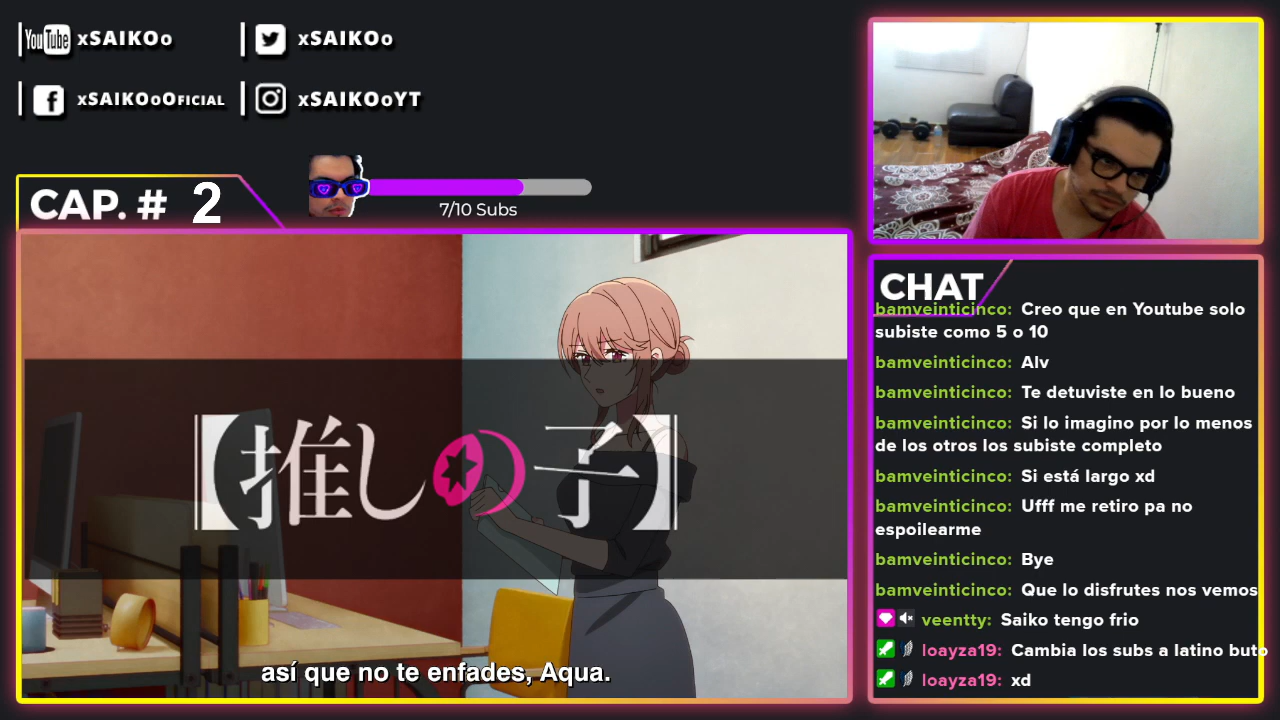 YouTube xSAIKOo
xSAIKOo
f xSAIKOoOFICIAL
xSAIKOoYT
CAP. # 2
7/10 Subs
【推しの子】
así que no te enfades, Aqua.
CHAT
bamveinticinco: Creo que en Youtube solo
subiste como 5 o 10
bamveinticinco: Alv
bamveinticinco: Te detuviste en lo bueno
bamveinticinco: Si lo imagino por lo menos
de los otros los subiste completo
bamveinticinco: Si está largo xd
bamveinticinco: Ufff me retiro pa no
espoilearme
bamveinticinco: Bye
bamveinticinco: Que lo disfrutes nos vemos
veentty: Saiko tengo frio
loayza19: Cambia los subs a latino buto
loayza19: xd